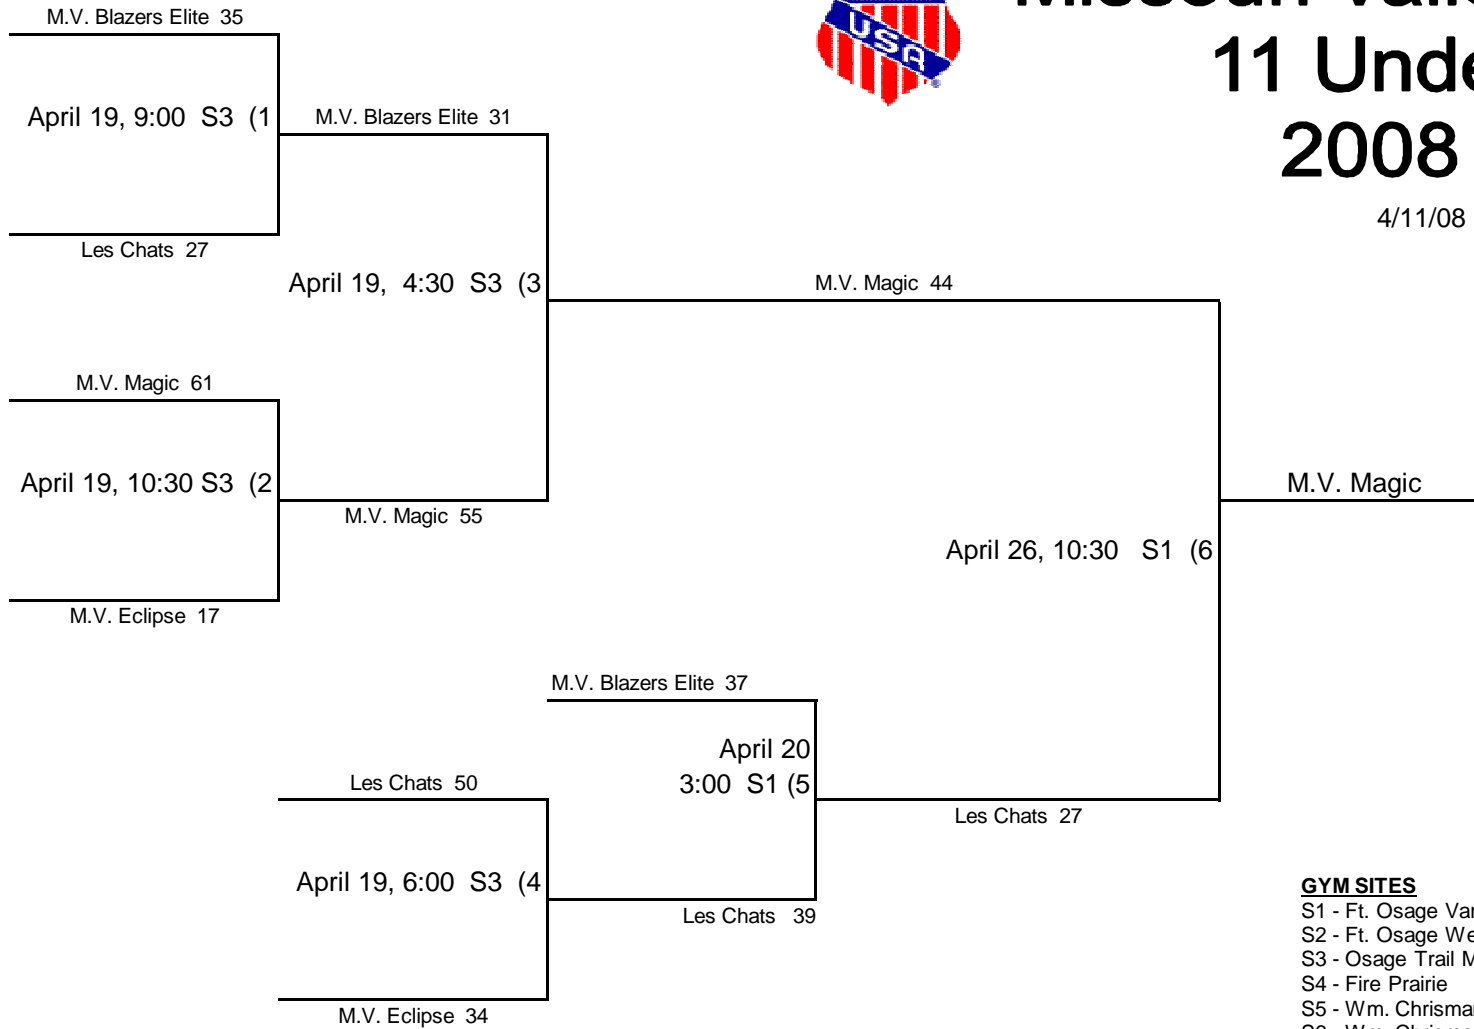 M.V. Blazers Elite 35
USA
11
2008
4/11/08
April 19, 9:00 S3 (1
M.V. Blazers Elite 31
Les Chats 27
April 19, 4:30 S3 (3
M.V. Magic 44
M.V. Magic 61
April 19, 10:30 S3 (2
M.V. Magic 55
M.V. Magic
April 26, 10:30 S1 (6
M.V. Eclipse 17
M.V. Blazers Elite 37
April 20
3:00 S1 (5
Les Chats 50
Les Chats 27
April 19, 6:00 S3 (4
Les Chats 39
M.V. Eclipse 34
GYM SITES
S1 - Ft. Osage
S2 - Ft. Osage
S3 - Osage Trail
S4 - Fire Prairie
S5 - Wm.